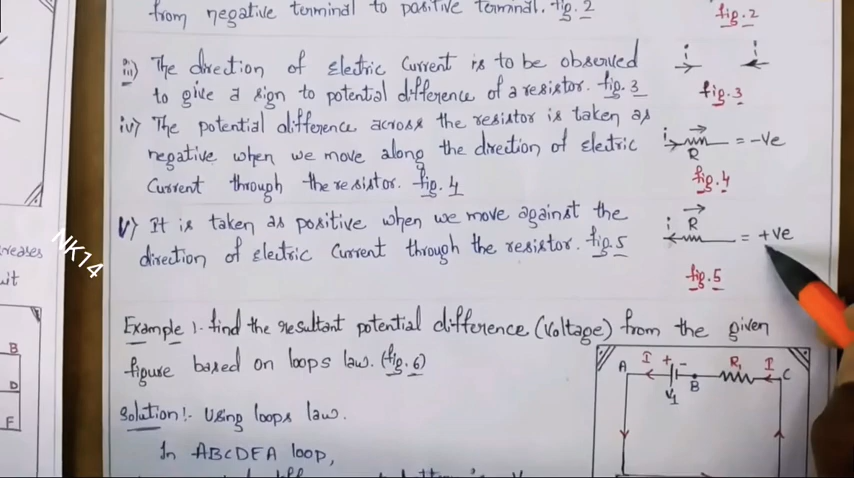 from negative terminal to positive terminal. fig.2
fig.2
iii) The direction of electric current is to be observed
to give a sign to potential difference of a resistor. fig.3
i i
fig.3
iv) The potential difference across the resistor is taken as
negative when we move along the direction of electric
current through the resistor. fig.4
i R = -ve
fig.4
v) It is taken as positive when we move against the
direction of electric current through the resistor. fig.5
i R = +ve
fig.5
NK14
Example 1. find the resultant potential difference (voltage) from the given
figure based on loops law. (fig.6)
Solution!- Using loops law.
In ABCDEA loop,
A I + - V1 B R1 I C
reases
it
B
D
F